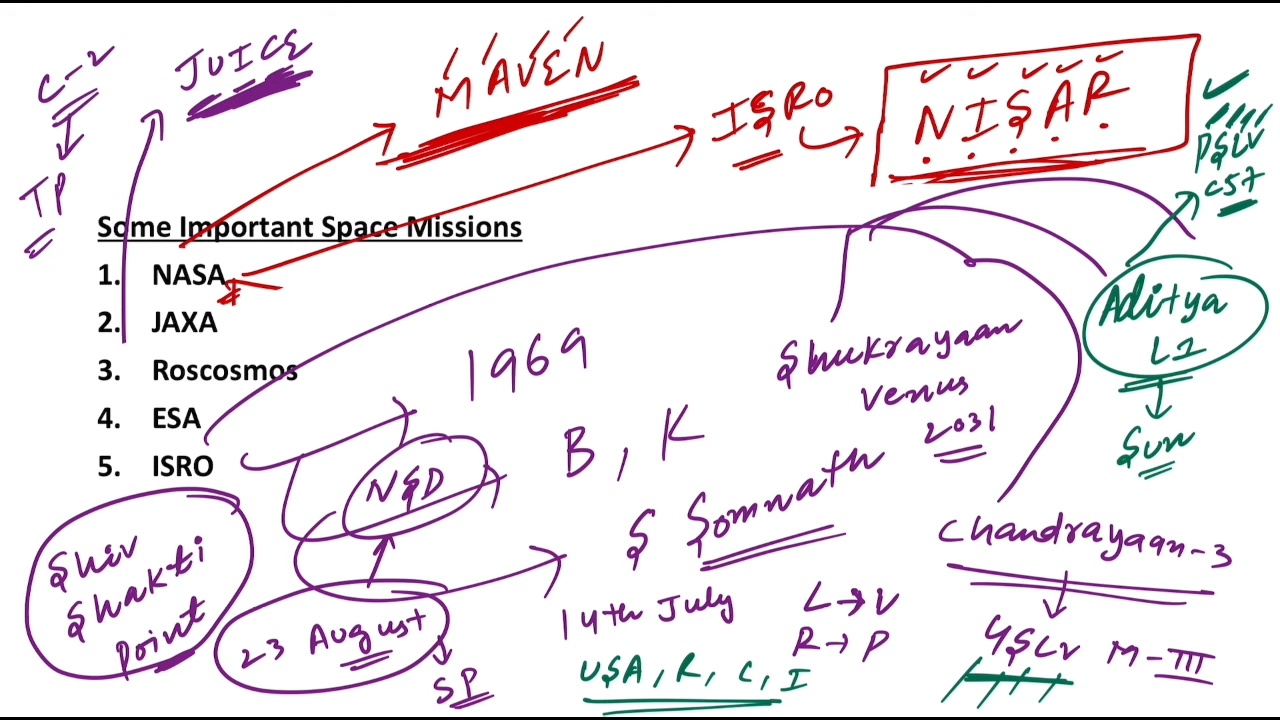 C-2
JUICE
MAVEN
ISRO
NISAR
PSLV
C57
I
TP
Some Important Space Missions
1. NASA
2. JAXA
3. Roscosmos
4. ESA
5. ISRO
1969
B, K
NSD
Shukrayaan
Venus
2031
Aditya
L1
Sun
S Somnath
Chandrayaan-3
Shiv
Shakti
Point
23 August
SP
14th July
L → V
R → P
USA, R, C, I
GSLV M-III